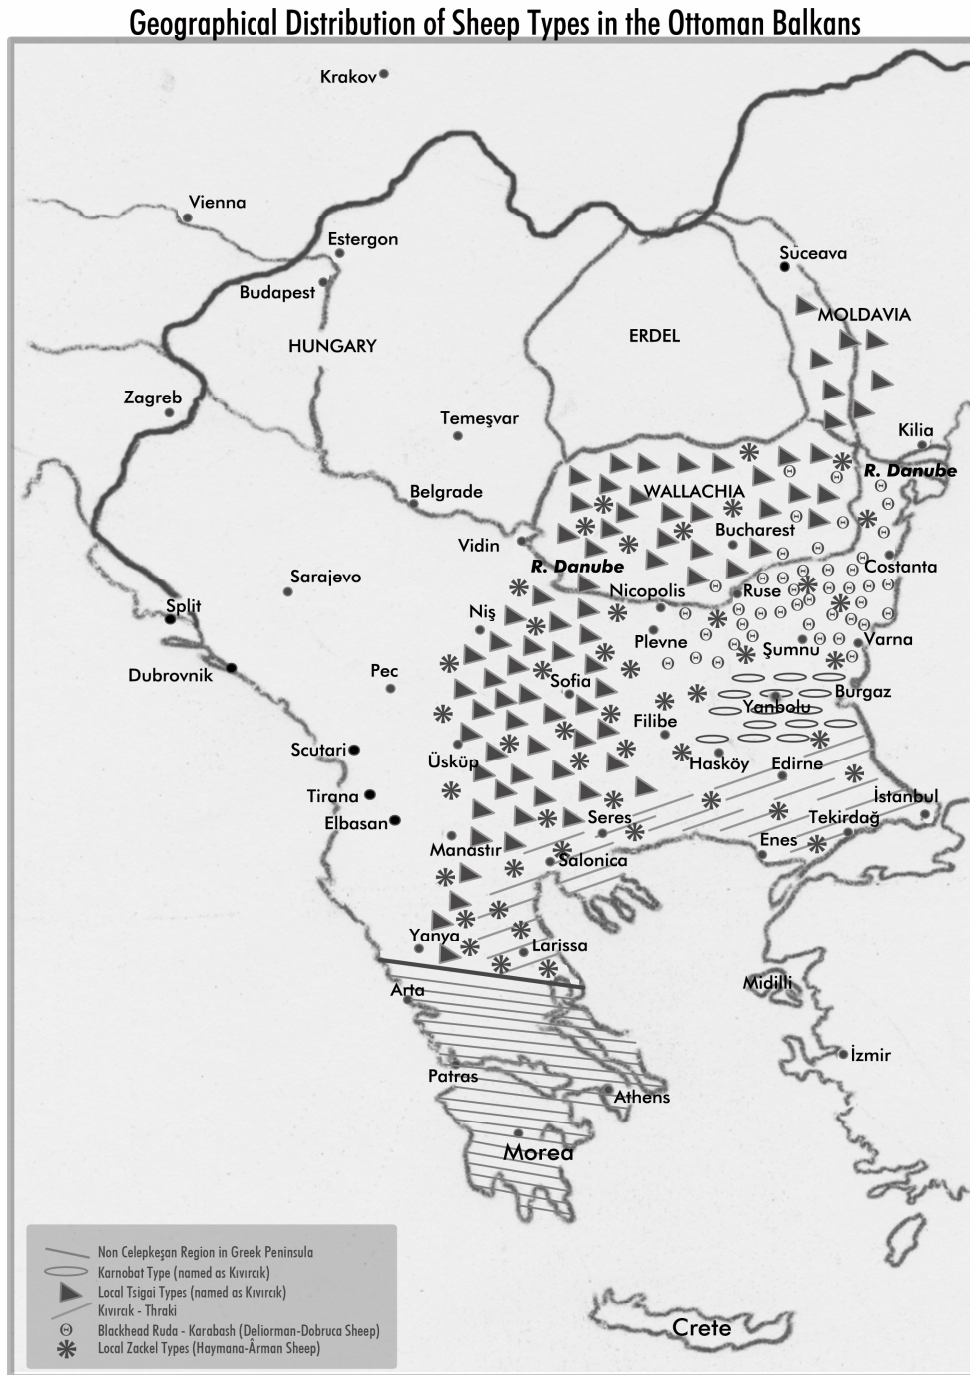 Geographical Distribution of Sheep Types in the Ottoman Balkans
Krakov
Vienna
Estergon
Süceava
Budapest
MOLDAVIA
HUNGARY
ERDEL
Zagreb
Temeşvar
Kilia
R. Danube
Belgrade
WALLACHIA
Bucharest
Vidin
R. Danube
Costanta
Sarajevo
Nicopolis
Ruse
Split
Niş
Plevne
Şumnu
Varna
Dubrovnik
Pec
Sofia
Burgaz
Yanbolu
Filibe
Scutari
Üsküp
Hasköy
Edirne
Tirana
İstanbul
Elbasan
Seres
Tekirdağ
Manastır
Enes
Salonica
Yanya
Larissa
Arta
Midilli
İzmir
Patras
Athens
Morea
Non Celepkeşan Region in Greek Peninsula
Karnobat Type (named as Kıvırcık)
Local Tsigai Types (named as Kıvırcık)
Kıvırcık - Thraki
Blackhead Ruda - Karabash (Deliorman-Dobruca Sheep)
Local Zackel Types (Haymana-Ârman Sheep)
Crete